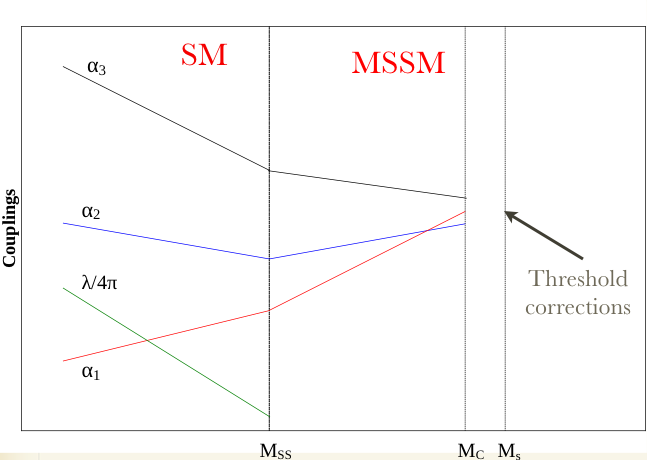 SM
MSSM
α3
α2
λ/4π
α1
Couplings
Threshold
corrections
MSS
MC
Ms